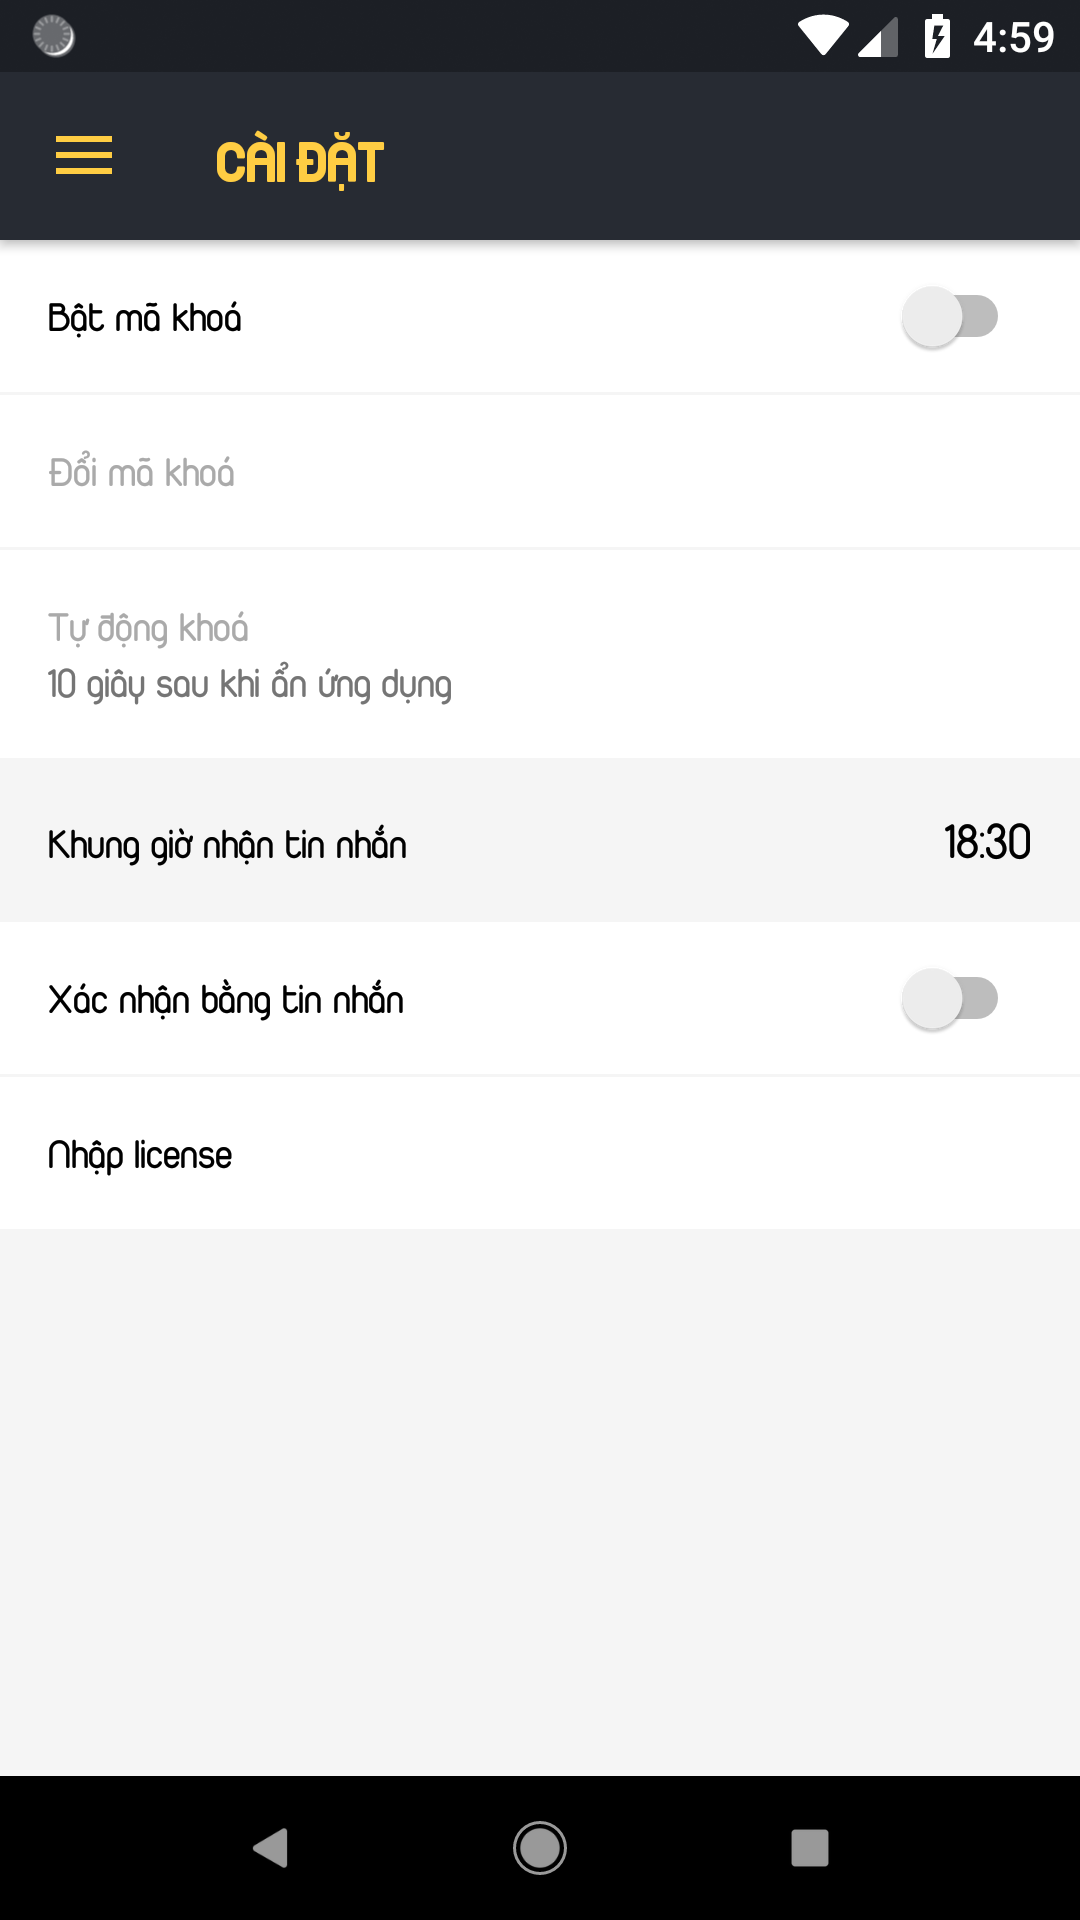 4:59
CÀI ĐẶT
Bật mã khoá
Đổi mã khoá
Tự động khoá
10 giây sau khi ẩn ứng dụng
Khung giờ nhận tin nhắn
18:30
Xác nhận bằng tin nhắn
Nhập license